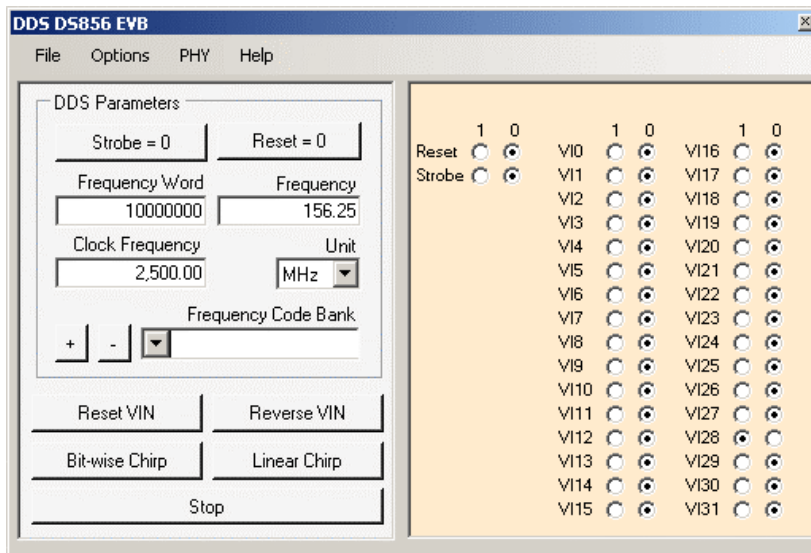 DDS DS856 EVB
File Options PHY Help
DDS Parameters
Strobe = 0 Reset = 0
Frequency Word Frequency
10000000 156.25
Clock Frequency Unit
2,500.00 MHz
Frequency Code Bank
+ -
Reset VIN Reverse VIN
Bit-wise Chirp Linear Chirp
Stop
1 0 1 0 1 0
Reset VI0 VI16
Strobe VI1 VI17
VI2 VI18
VI3 VI19
VI4 VI20
VI5 VI21
VI6 VI22
VI7 VI23
VI8 VI24
VI9 VI25
VI10 VI26
VI11 VI27
VI12 VI28
VI13 VI29
VI14 VI30
VI15 VI31